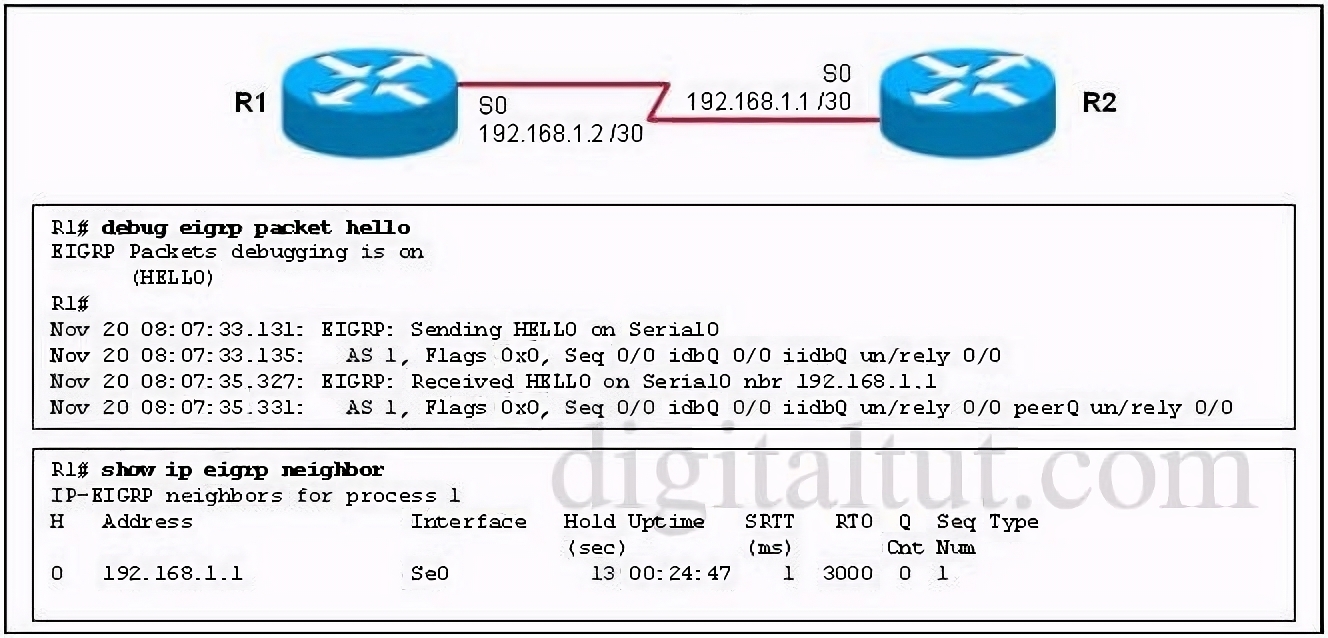 R1
S0
192.168.1.2 /30
S0
192.168.1.1 /30
R2
R1# debug eigrp packet hello
EIGRP Packets debugging is on
(HELLO)
R1#
Nov 20 08:07:33.131: EIGRP: Sending HELLO on Serial0
Nov 20 08:07:33.135: AS 1, Flags 0x0, Seq 0/0 idbQ 0/0 iidbQ un/rely 0/0
Nov 20 08:07:35.327: EIGRP: Received HELLO on Serial0 nbr 192.168.1.1
Nov 20 08:07:35.331: AS 1, Flags 0x0, Seq 0/0 idbQ 0/0 iidbQ un/rely 0/0 peerQ un/rely 0/0
digitaltut.com
R1# show ip eigrp neighbor
IP-EIGRP neighbors for process 1
H Address Interface Hold Uptime SRTT RTO Q Seq Type
(sec) (ms) Cnt Num
0 192.168.1.1 Se0 13 00:24:47 1 3000 0 1